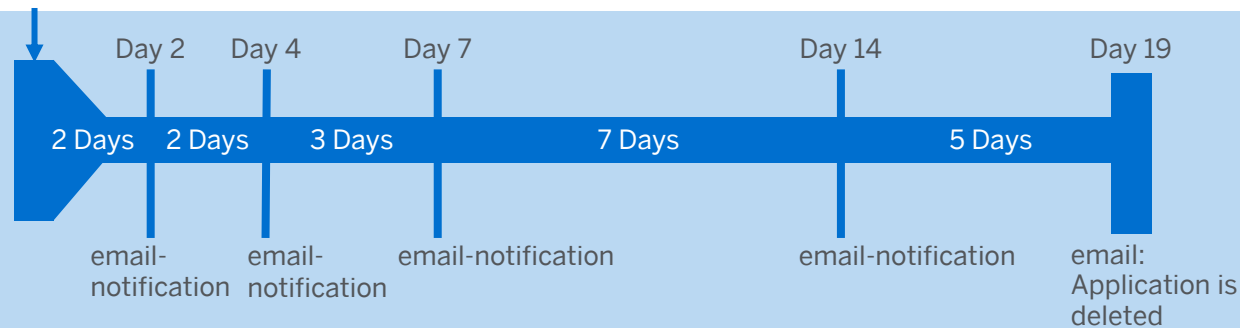 Day 2
Day 4
Day 7
Day 14
Day 19
2 Days
2 Days
3 Days
7 Days
5 Days
email-
notification
email-
notification
email-notification
email-notification
email:
Application is
deleted